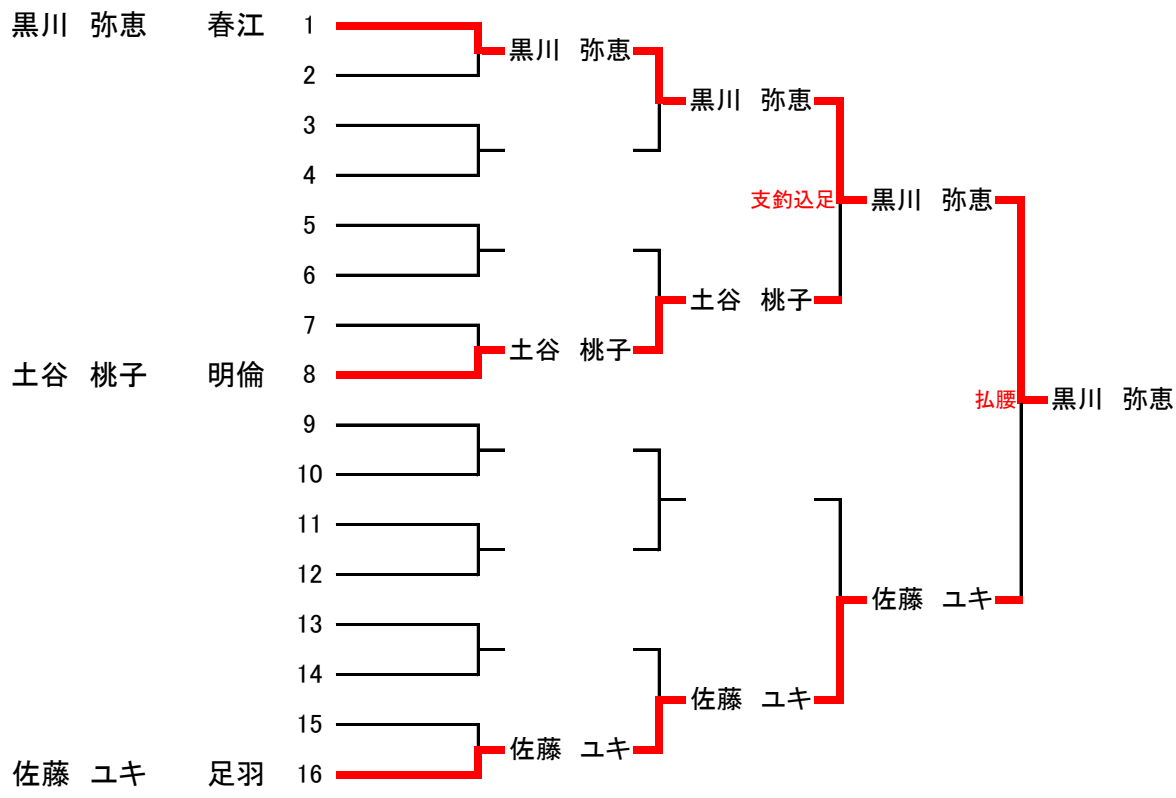 黒川　弥恵　春江　1
黒川　弥恵
2
黒川　弥恵
3
4
支釣込足　黒川　弥恵
5
6
土谷　桃子
7
土谷　桃子
土谷　桃子　明倫　8
払腰　黒川　弥恵
9
10
11
12
佐藤　ユキ
13
14
佐藤　ユキ
15
佐藤　ユキ
佐藤　ユキ　足羽　16